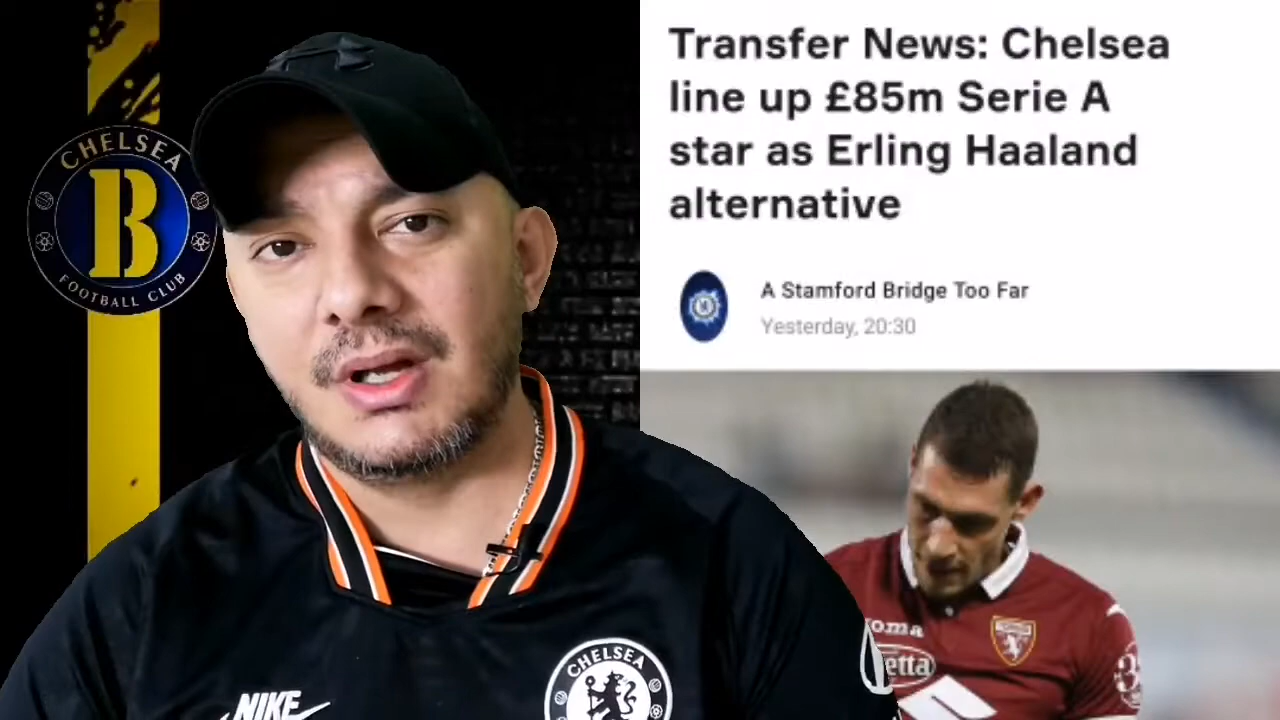 CHELSEA
B
FOOTBALL CLUB
NIKE
CHELSEA
Transfer News: Chelsea
line up £85m Serie A
star as Erling Haaland
alternative
A Stamford Bridge Too Far
Yesterday, 20:30